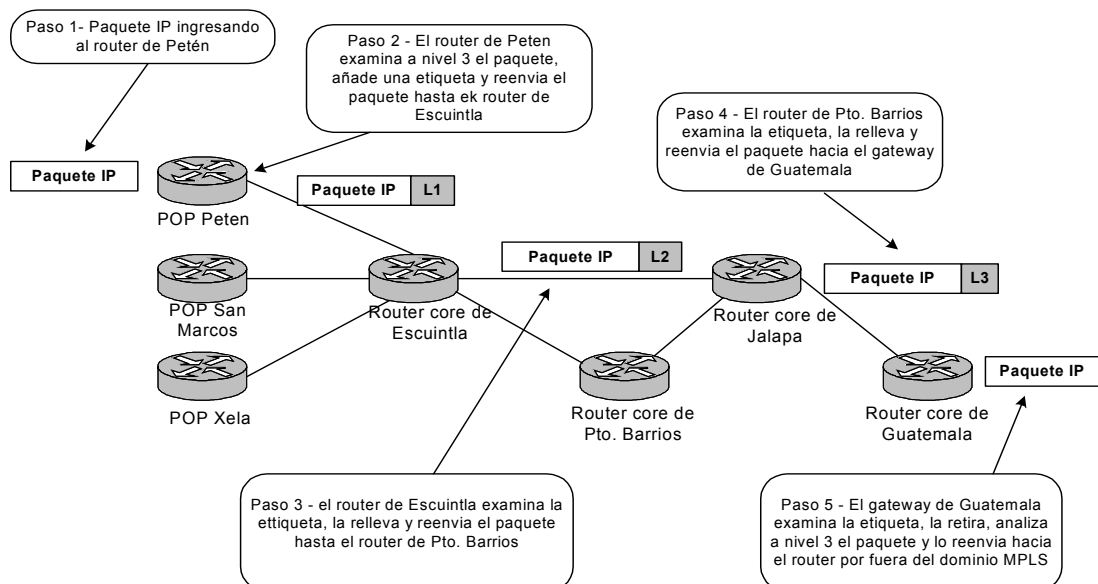 Paso 1- Paquete IP ingresando
al router de Petén
Paso 2 - El router de Peten
examina a nivel 3 el paquete,
añade una etiqueta y reenvia el
paquete hasta ek router de
Escuintla
Paso 4 - El router de Pto. Barrios
examina la etiqueta, la relleva y
reenvia el paquete hacia el gateway
de Guatemala
Paquete IP
POP Peten
Paquete IP L1
Paquete IP L2
Paquete IP L3
POP San
Marcos
Router core de
Escuintla
Router core de
Jalapa
POP Xela
Router core de
Pto. Barrios
Router core de
Guatemala
Paquete IP
Paso 3 - el router de Escuintla examina la
ettiqueta, la relleva y reenvia el paquete
hasta el router de Pto. Barrios
Paso 5 - El gateway de Guatemala
examina la etiqueta, la retira, analiza
a nivel 3 el paquete y lo reenvia hacia
el router por fuera del dominio MPLS